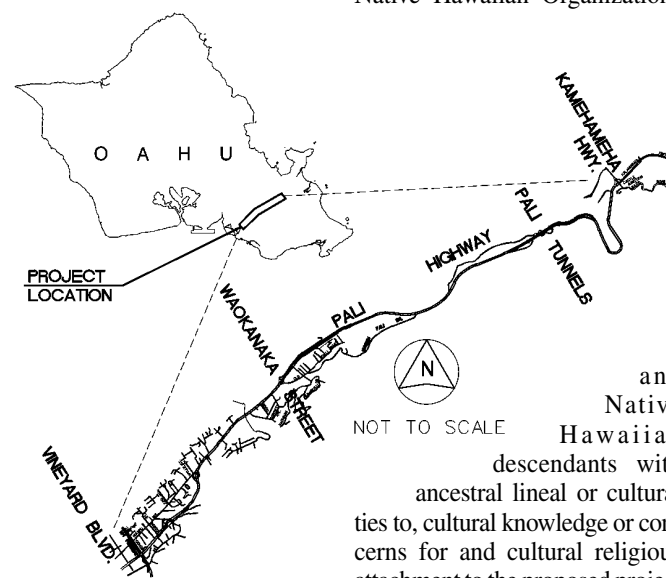 Native Hawaiian Organization
OAHU
PROJECT
LOCATION
KAMEHAMEHA
HWY.
PALI
TUNNELS
HIGHWAY
PALI
WAOKANAKA
STREET
N
NOT TO SCALE
VINEYARD BLVD.
an
Nativ
Hawaiia
descendants wit
ancestral lineal or cultura
ties to, cultural knowledge or con
cerns for and cultural religiou
attachment to the proposed projec